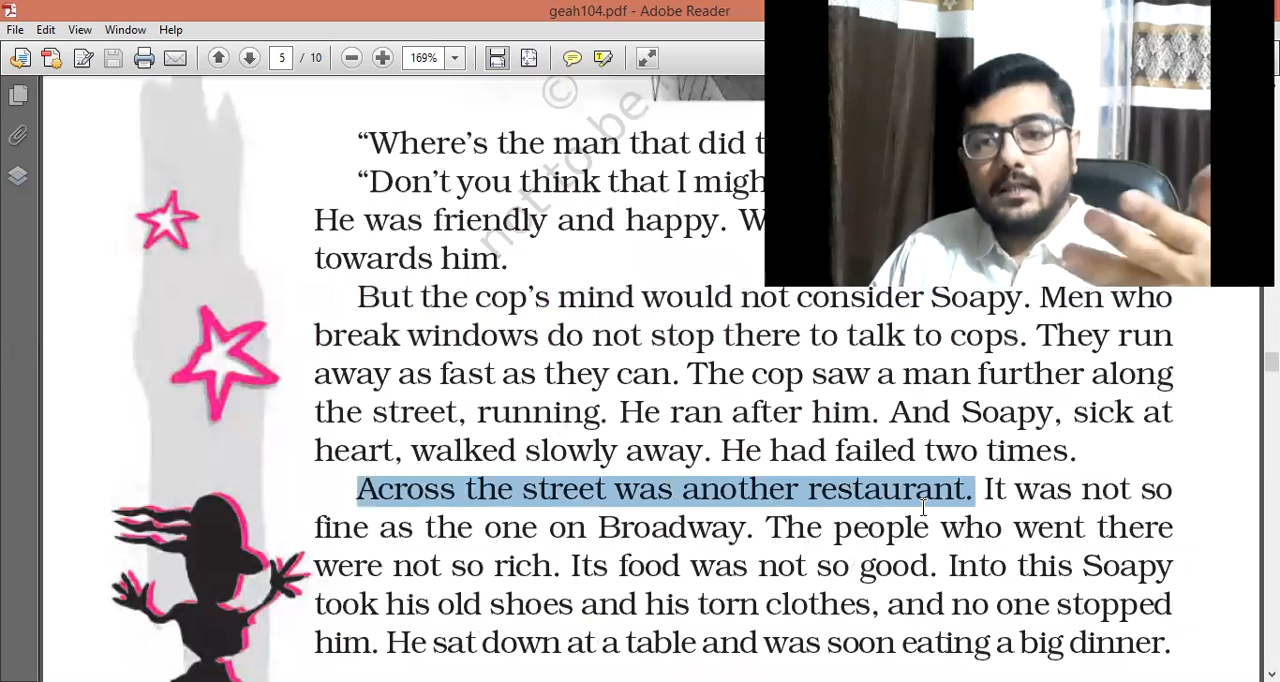 geah104.pdf - Adobe Reader
File Edit View Window Help
5 / 10 169%
© not to be
“Where’s the man that did t
“Don’t you think that I migh
He was friendly and happy. W
towards him.
But the cop’s mind would not consider Soapy. Men who
break windows do not stop there to talk to cops. They run
away as fast as they can. The cop saw a man further along
the street, running. He ran after him. And Soapy, sick at
heart, walked slowly away. He had failed two times.
Across the street was another restaurant. It was not so
fine as the one on Broadway. The people who went there
were not so rich. Its food was not so good. Into this Soapy
took his old shoes and his torn clothes, and no one stopped
him. He sat down at a table and was soon eating a big dinner.